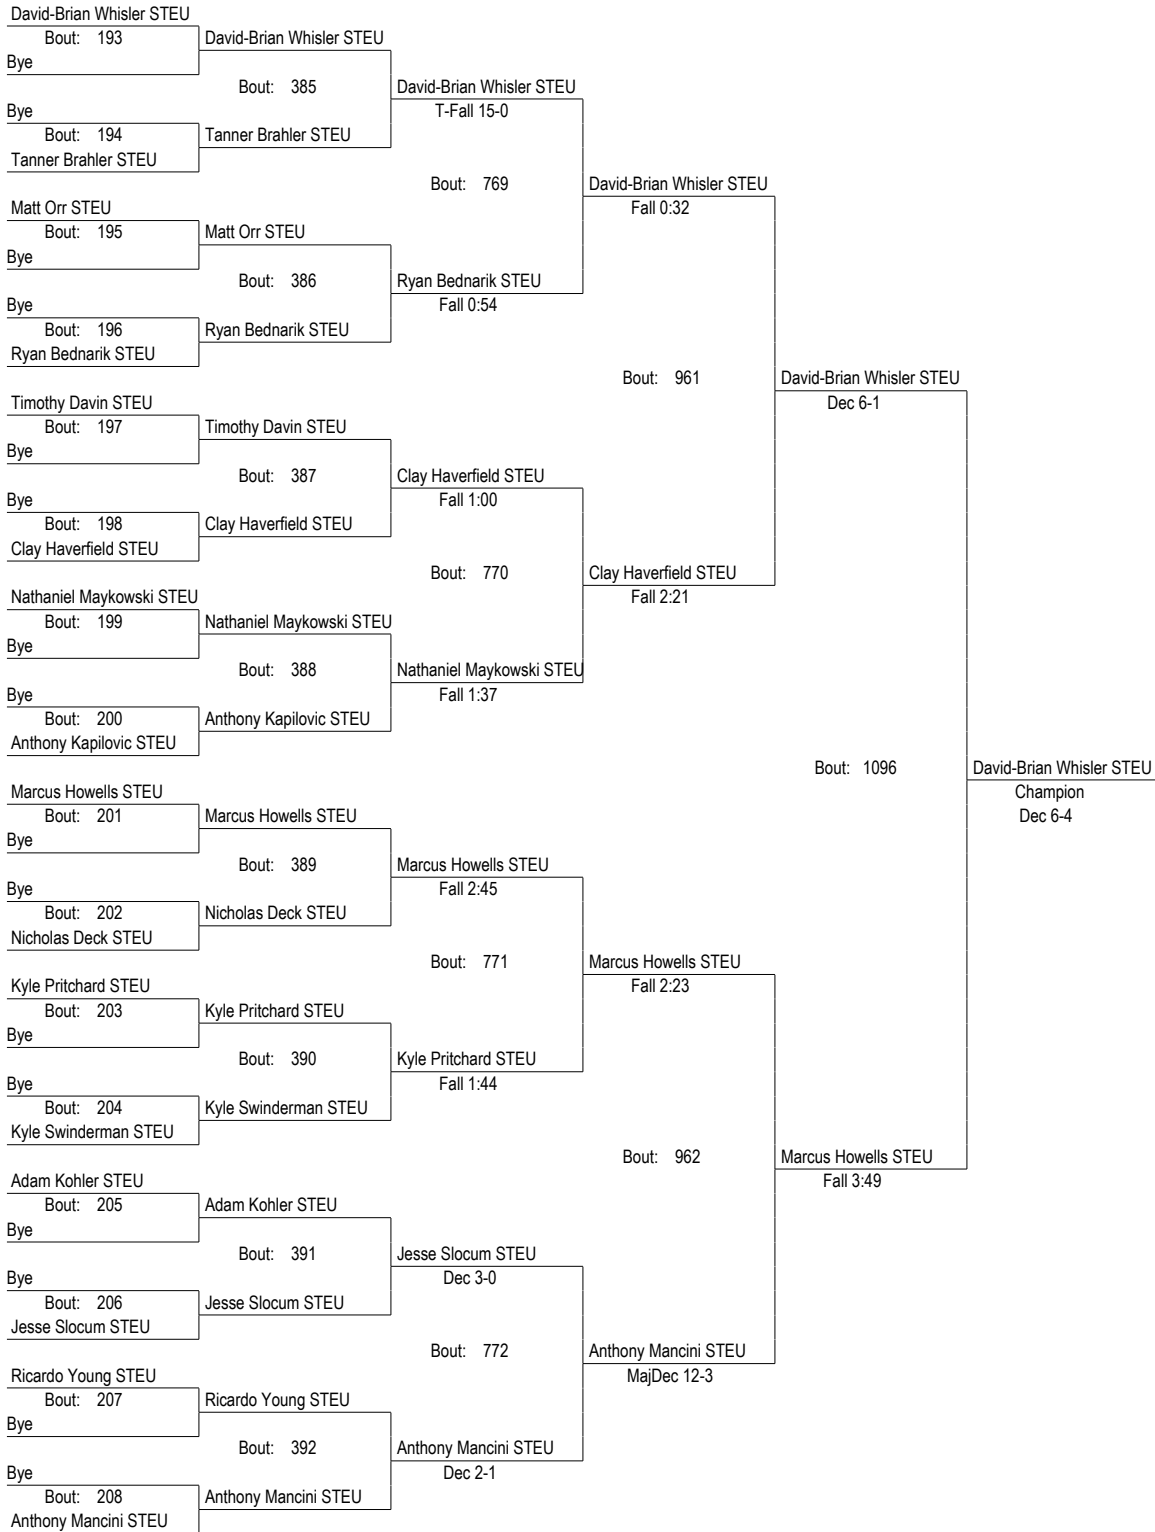 David-Brian Whisler STEU
Bout: 193
David-Brian Whisler STEU
Bye
Bout: 385
David-Brian Whisler STEU
Bye
T-Fall 15-0
Bout: 194
Tanner Brahler STEU
Tanner Brahler STEU
Bout: 769
David-Brian Whisler STEU
Matt Orr STEU
Fall 0:32
Bout: 195
Matt Orr STEU
Bye
Bout: 386
Ryan Bednarik STEU
Bye
Fall 0:54
Bout: 196
Ryan Bednarik STEU
Ryan Bednarik STEU
Bout: 961
David-Brian Whisler STEU
Timothy Davin STEU
Dec 6-1
Bout: 197
Timothy Davin STEU
Bye
Bout: 387
Clay Haverfield STEU
Bye
Fall 1:00
Bout: 198
Clay Haverfield STEU
Clay Haverfield STEU
Bout: 770
Clay Haverfield STEU
Nathaniel Maykowski STEU
Fall 2:21
Bout: 199
Nathaniel Maykowski STEU
Bye
Bout: 388
Nathaniel Maykowski STEU
Bye
Fall 1:37
Bout: 200
Anthony Kapilovic STEU
Anthony Kapilovic STEU
Bout: 1096
David-Brian Whisler STEU
Marcus Howells STEU
Champion
Bout: 201
Marcus Howells STEU
Dec 6-4
Bye
Bout: 389
Marcus Howells STEU
Bye
Fall 2:45
Bout: 202
Nicholas Deck STEU
Nicholas Deck STEU
Bout: 771
Marcus Howells STEU
Kyle Pritchard STEU
Fall 2:23
Bout: 203
Kyle Pritchard STEU
Bye
Bout: 390
Kyle Pritchard STEU
Bye
Fall 1:44
Bout: 204
Kyle Swinderman STEU
Kyle Swinderman STEU
Bout: 962
Marcus Howells STEU
Adam Kohler STEU
Fall 3:49
Bout: 205
Adam Kohler STEU
Bye
Bout: 391
Jesse Slocum STEU
Bye
Dec 3-0
Bout: 206
Jesse Slocum STEU
Jesse Slocum STEU
Bout: 772
Anthony Mancini STEU
Ricardo Young STEU
MajDec 12-3
Bout: 207
Ricardo Young STEU
Bye
Bout: 392
Anthony Mancini STEU
Bye
Dec 2-1
Bout: 208
Anthony Mancini STEU
Anthony Mancini STEU